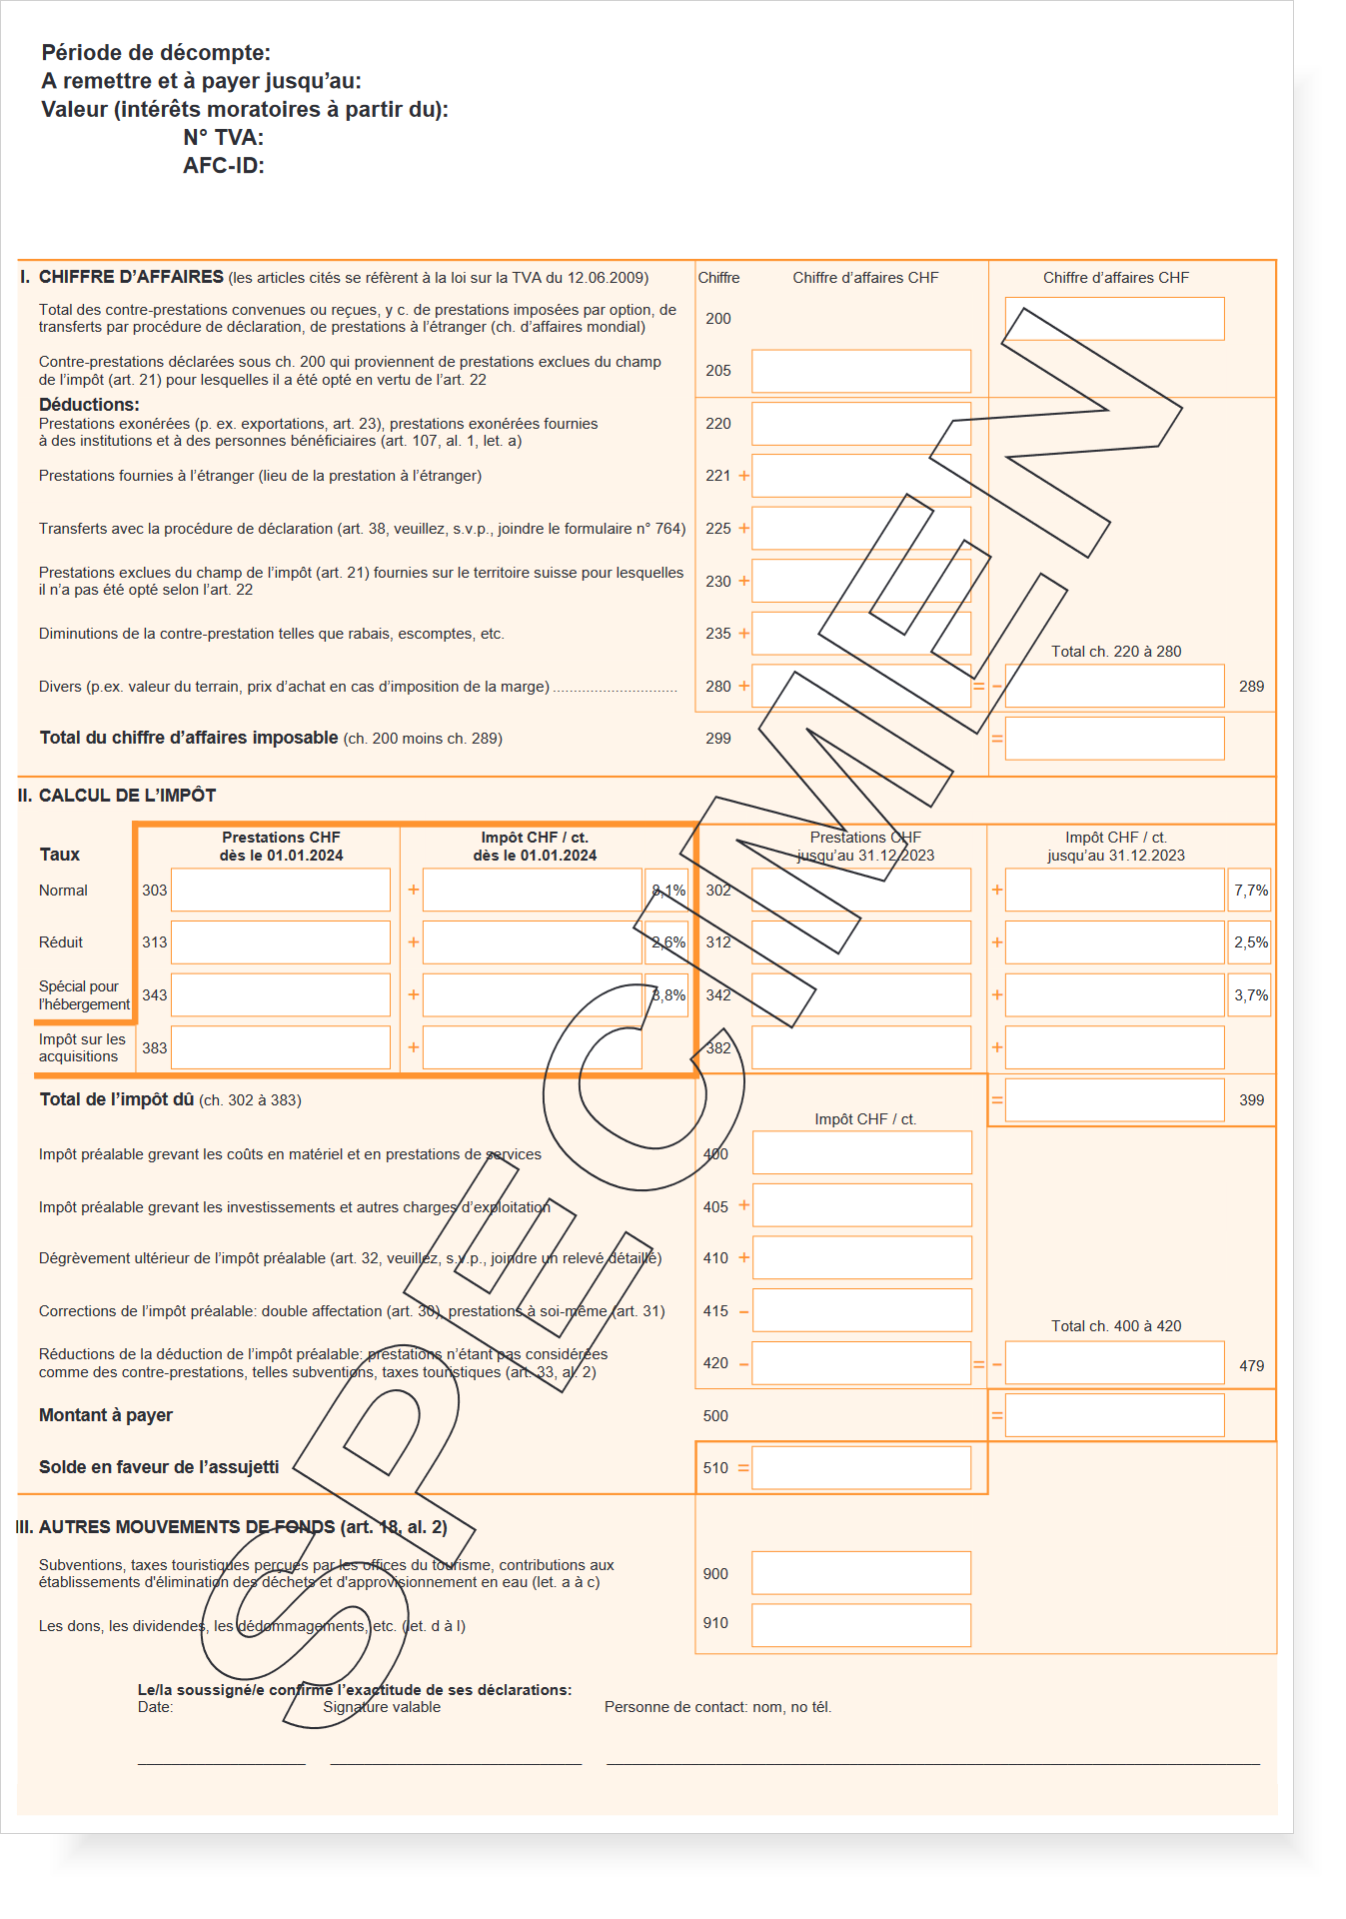 Période de décompte:
A remettre et à payer jusqu’au:
Valeur (intérêts moratoires à partir du):
N° TVA:
AFC-ID:
I. CHIFFRE D’AFFAIRES (les articles cités se réfèrent à la loi sur la TVA du 12.06.2009) Chiffre Chiffre d’affaires CHF Chiffre d’affaires CHF
Total des contre-prestations convenues ou reçues, y c. de prestations imposées par option, de
transferts par procédure de déclaration, de prestations à l’étranger (ch. d’affaires mondial) 200
Contre-prestations déclarées sous ch. 200 qui proviennent de prestations exclues du champ
de l’impôt (art. 21) pour lesquelles il a été opté en vertu de l’art. 22 205
Déductions:
Prestations exonérées (p. ex. exportations, art. 23), prestations exonérées fournies
à des institutions et à des personnes bénéficiaires (art. 107, al. 1, let. a) 220
Prestations fournies à l’étranger (lieu de la prestation à l’étranger) 221 +
Transferts avec la procédure de déclaration (art. 38, veuillez, s.v.p., joindre le formulaire n° 764) 225 +
Prestations exclues du champ de l’impôt (art. 21) fournies sur le territoire suisse pour lesquelles
il n’a pas été opté selon l’art. 22 230 +
Diminutions de la contre-prestation telles que rabais, escomptes, etc. 235 +
Total ch. 220 à 280
Divers (p.ex. valeur du terrain, prix d’achat en cas d’imposition de la marge) .............................. 280 + = – 289
Total du chiffre d’affaires imposable (ch. 200 moins ch. 289) 299 =
II. CALCUL DE L’IMPÔT
Taux
Prestations CHF Impôt CHF / ct. Prestations CHF Impôt CHF / ct.
dès le 01.01.2024 dès le 01.01.2024 jusqu’au 31.12.2023 jusqu’au 31.12.2023
Normal 303 + 8,1% 302 + 7,7%
Réduit 313 + 2,6% 312 + 2,5%
Spécial pour
l’hébergement 343 + 3,8% 342 + 3,7%
Impôt sur les
acquisitions 383 + 382 +
Total de l’impôt dû (ch. 302 à 383) = 399
Impôt CHF / ct.
Impôt préalable grevant les coûts en matériel et en prestations de services 400
Impôt préalable grevant les investissements et autres charges d’exploitation 405 +
Dégrèvement ultérieur de l’impôt préalable (art. 32, veuillez, s.v.p., joindre un relevé détaillé) 410 +
Corrections de l’impôt préalable: double affectation (art. 30), prestations à soi-même (art. 31) 415 –
Total ch. 400 à 420
Réductions de la déduction de l’impôt préalable: prestations n’étant pas considérées
comme des contre-prestations, telles subventions, taxes touristiques (art. 33, al. 2) 420 – = – 479
Montant à payer 500 =
Solde en faveur de l’assujetti 510 =
III. AUTRES MOUVEMENTS DE FONDS (art. 18, al. 2)
Subventions, taxes touristiques perçues par les offices du tourisme, contributions aux
établissements d'élimination des déchets et d'approvisionnement en eau (let. a à c) 900
Les dons, les dividendes, les dédommagements, etc. (let. d à l) 910
Le/la soussigné/e confirme l’exactitude de ses déclarations:
Date: Signature valable Personne de contact: nom, no tél.
SPECIMEN